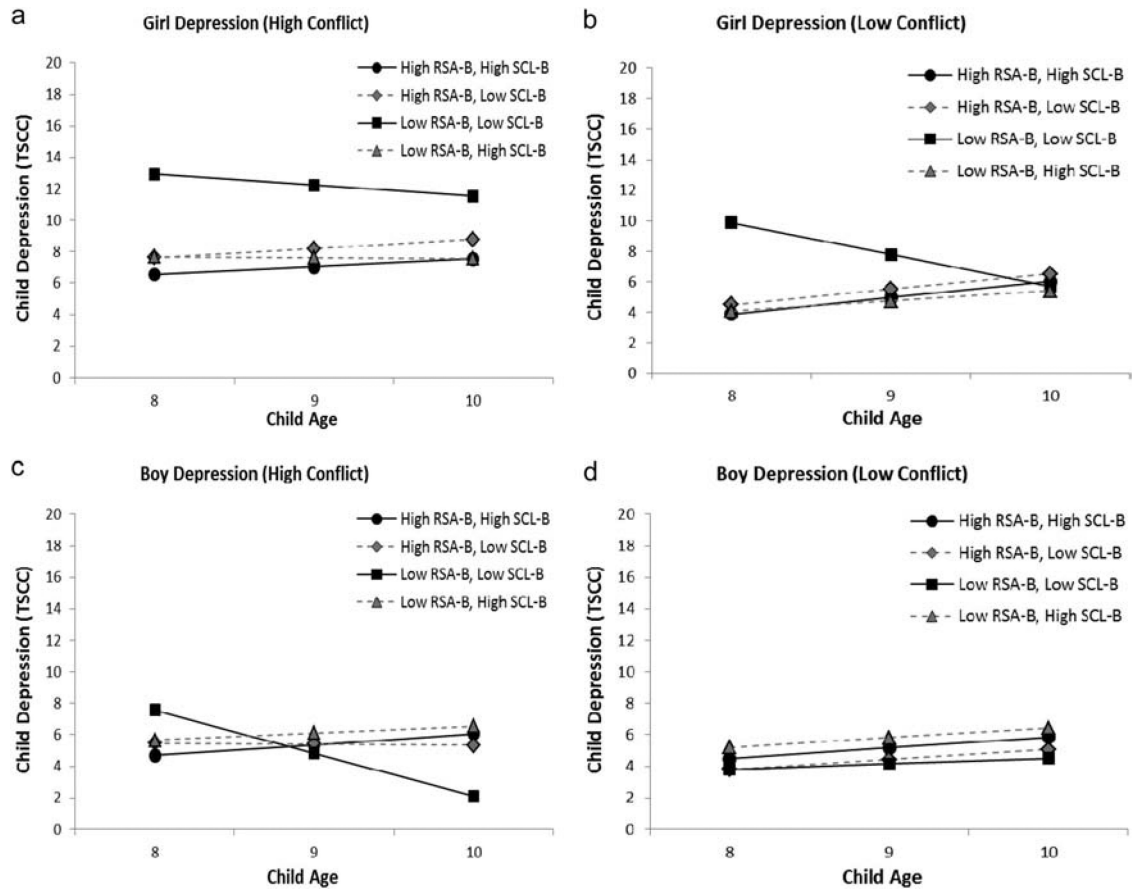 a
Girl Depression (High Conflict)
Child Depression (TSCC)
20
18
16
14
12
10
8
6
4
2
0
High RSA-B, High SCL-B
High RSA-B, Low SCL-B
Low RSA-B, Low SCL-B
Low RSA-B, High SCL-B
8 9 10
Child Age
b
Girl Depression (Low Conflict)
Child Depression (TSCC)
20
18
16
14
12
10
8
6
4
2
0
High RSA-B, High SCL-B
High RSA-B, Low SCL-B
Low RSA-B, Low SCL-B
Low RSA-B, High SCL-B
8 9 10
Child Age
c
Boy Depression (High Conflict)
Child Depression (TSCC)
20
18
16
14
12
10
8
6
4
2
0
High RSA-B, High SCL-B
High RSA-B, Low SCL-B
Low RSA-B, Low SCL-B
Low RSA-B, High SCL-B
8 9 10
Child Age
d
Boy Depression (Low Conflict)
Child Depression (TSCC)
20
18
16
14
12
10
8
6
4
2
0
High RSA-B, High SCL-B
High RSA-B, Low SCL-B
Low RSA-B, Low SCL-B
Low RSA-B, High SCL-B
8 9 10
Child Age